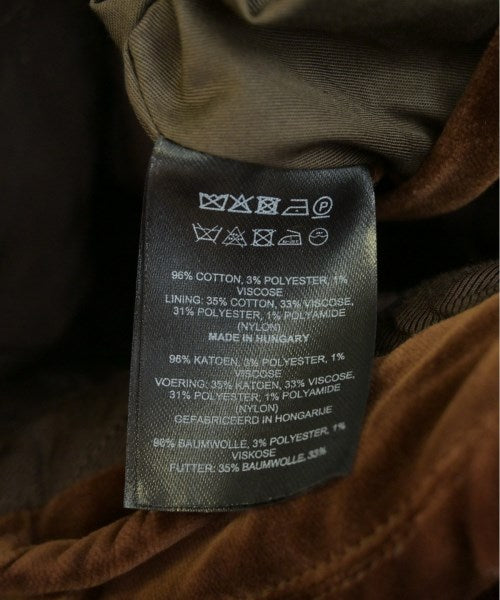 P
96% COTTON, 3% POLYESTER, 1%
VISCOSE
LINING: 35% COTTON, 33% VISCOSE,
31% POLYESTER, 1% POLYAMIDE
(NYLON)
MADE IN HUNGARY
96% KATOEN, 3% POLYESTER, 1%
VISCOSE
VOERING: 35% KATOEN, 33% VISCOSE,
31% POLYESTER, 1% POLYAMIDE
(NYLON)
GEFABRICEERD IN HONGARIJE
96% BAUMWOLLE, 3% POLYESTER, 1%
VISKOSE
FUTTER: 35% BAUMWOLLE, 33%